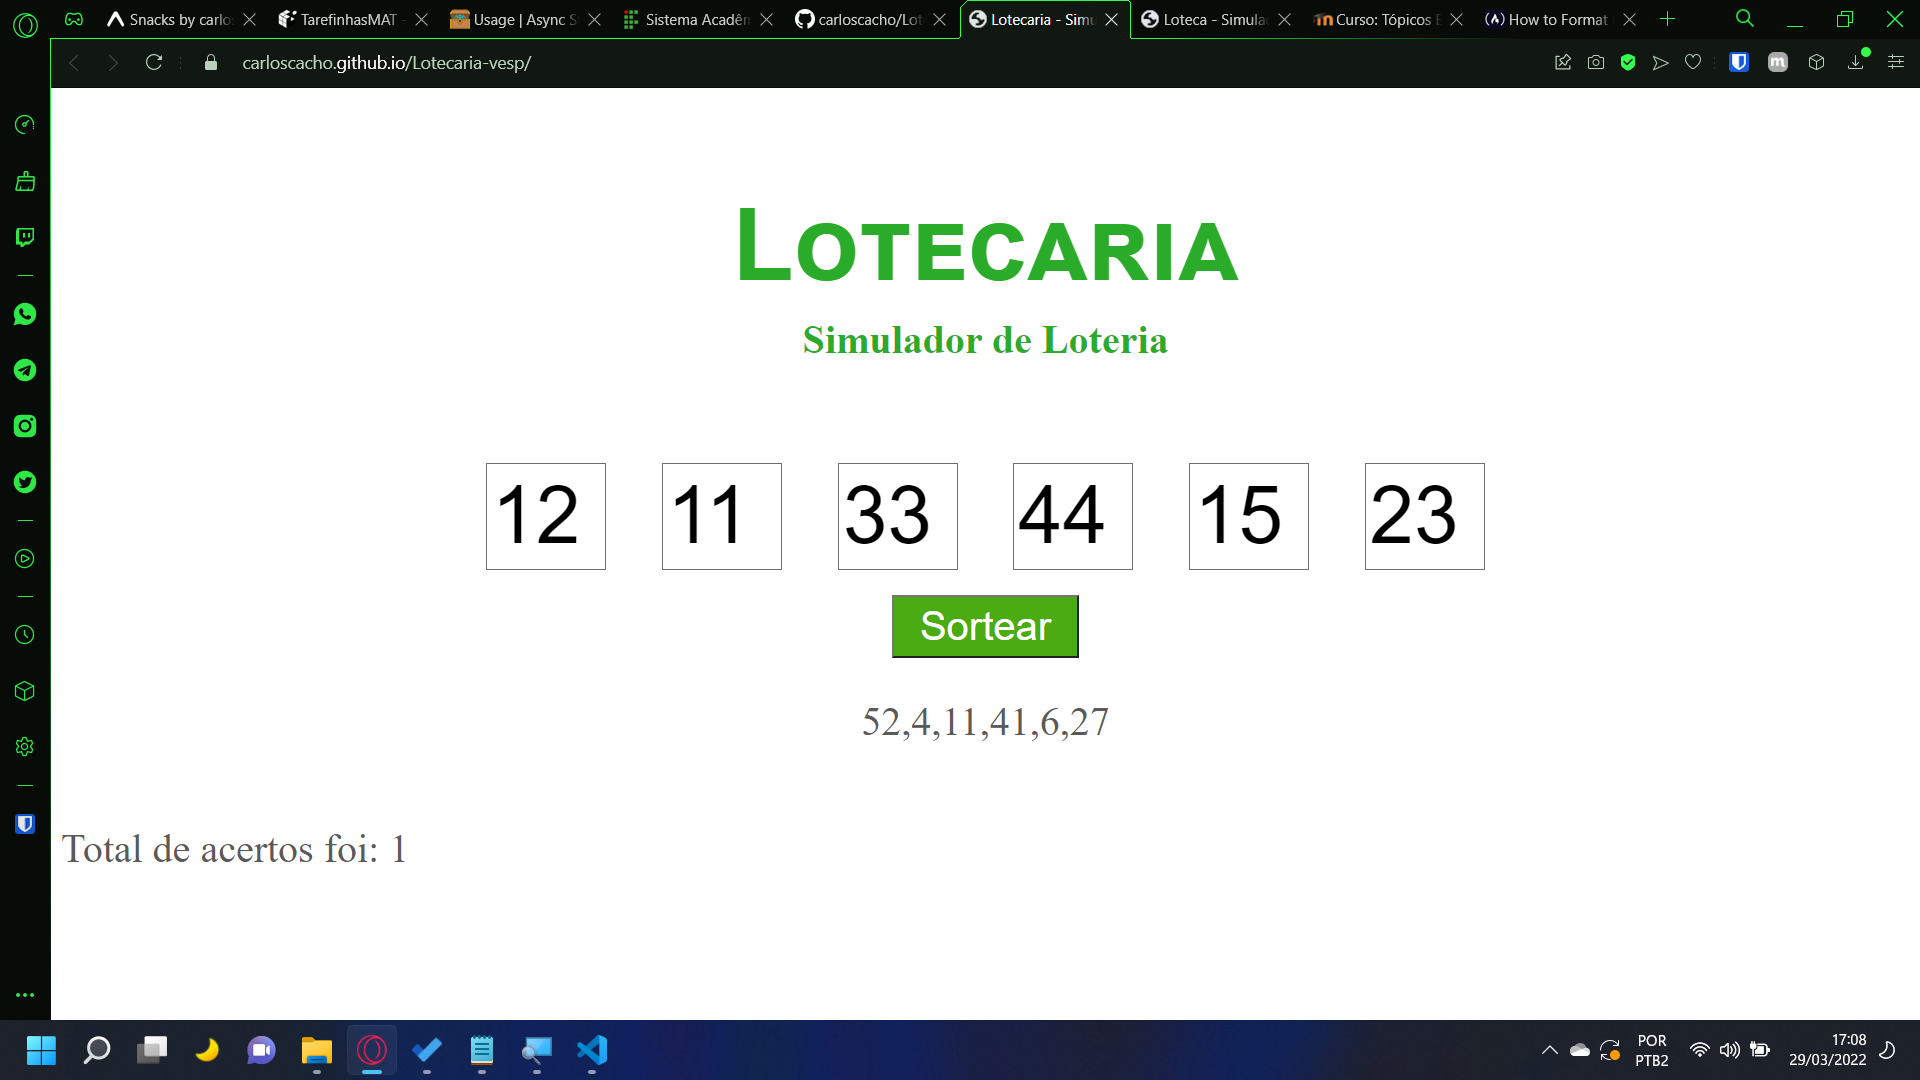 Snacks by carlo
TarefinhasMAT -
Usage | Async S
Sistema Acadêm
carloscacho/Lot
Lotecaria - Simu
Loteca - Simulac
Curso: Tópicos E
How to Format
carloscacho.github.io/Lotecaria-vesp/
Lotecaria
Simulador de Loteria
12 11 33 44 15 23
Sortear
52,4,11,41,6,27
Total de acertos foi: 1
POR
PTB2
17:08
29/03/2022